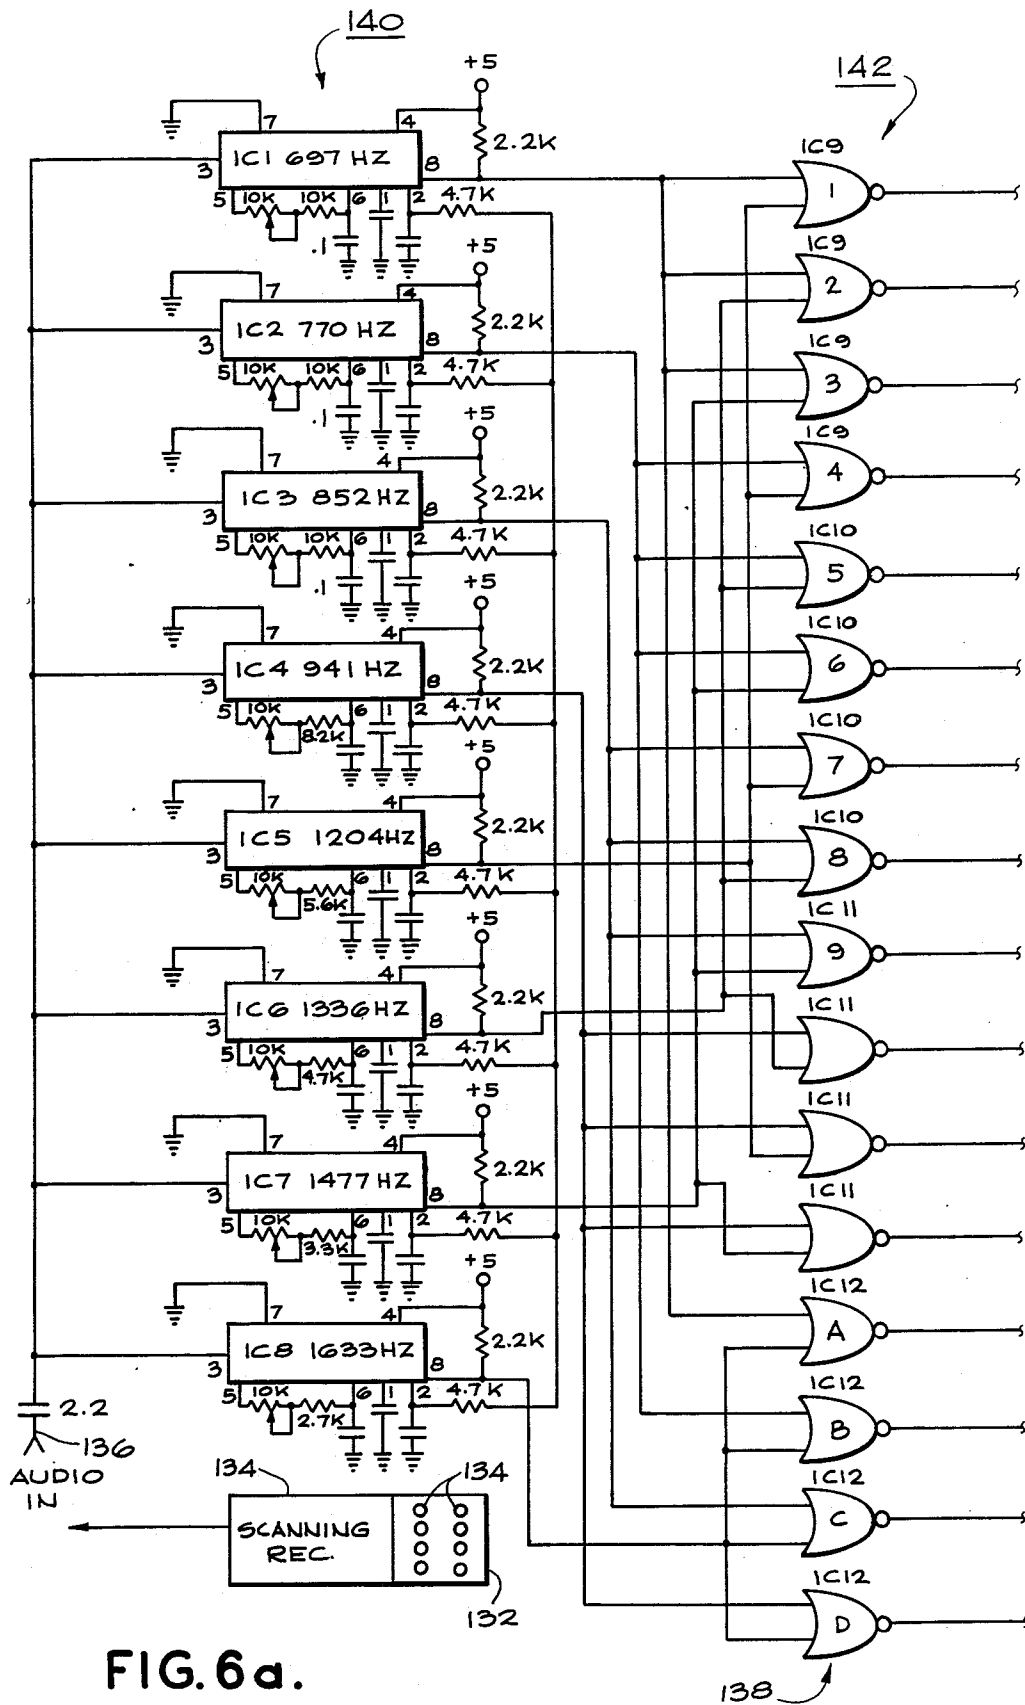 140
142
+5
7
4
2.2K
3
IC1 697 HZ
8
5
10K
10K
6
1
2
4.7K
.1
+5
7
4
2.2K
3
IC2 770 HZ
8
5
10K
10K
6
1
2
4.7K
.1
+5
7
4
2.2K
3
IC3 852 HZ
8
5
10K
10K
6
1
2
4.7K
.1
+5
7
4
2.2K
3
IC4 941 HZ
8
5
10K
8.2K
6
1
2
4.7K
+5
7
4
2.2K
3
IC5 1204HZ
8
5
10K
5.6K
6
1
2
4.7K
+5
7
4
2.2K
3
IC6 1336HZ
8
5
10K
4.7K
6
1
2
4.7K
+5
7
4
2.2K
3
IC7 1477HZ
8
5
10K
3.3K
6
1
2
4.7K
+5
7
4
2.2K
3
IC8 1633HZ
8
5
10K
2.7K
6
1
2
4.7K
IC9
1
IC9
2
IC9
3
IC9
4
IC10
5
IC10
6
IC10
7
IC10
8
IC11
9
IC11
IC11
IC11
IC12
A
IC12
B
IC12
C
IC12
D
138
2.2
136
AUDIO
IN
134
134
SCANNING
REC.
132
FIG. 6a.